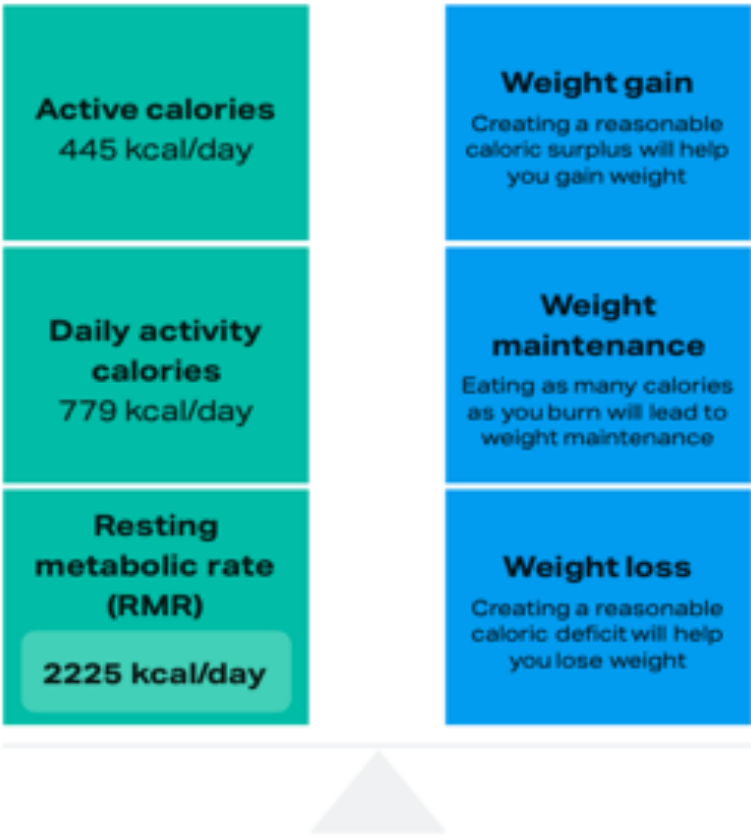 Active calories
445 kcal/day
Daily activity
calories
779 kcal/day
Resting
metabolic rate
(RMR)
2225 kcal/day
Weight gain
Creating a reasonable
caloric surplus will help
you gain weight
Weight
maintenance
Eating as many calories
as you burn will lead to
weight maintenance
Weight loss
Creating a reasonable
caloric deficit will help
you lose weight